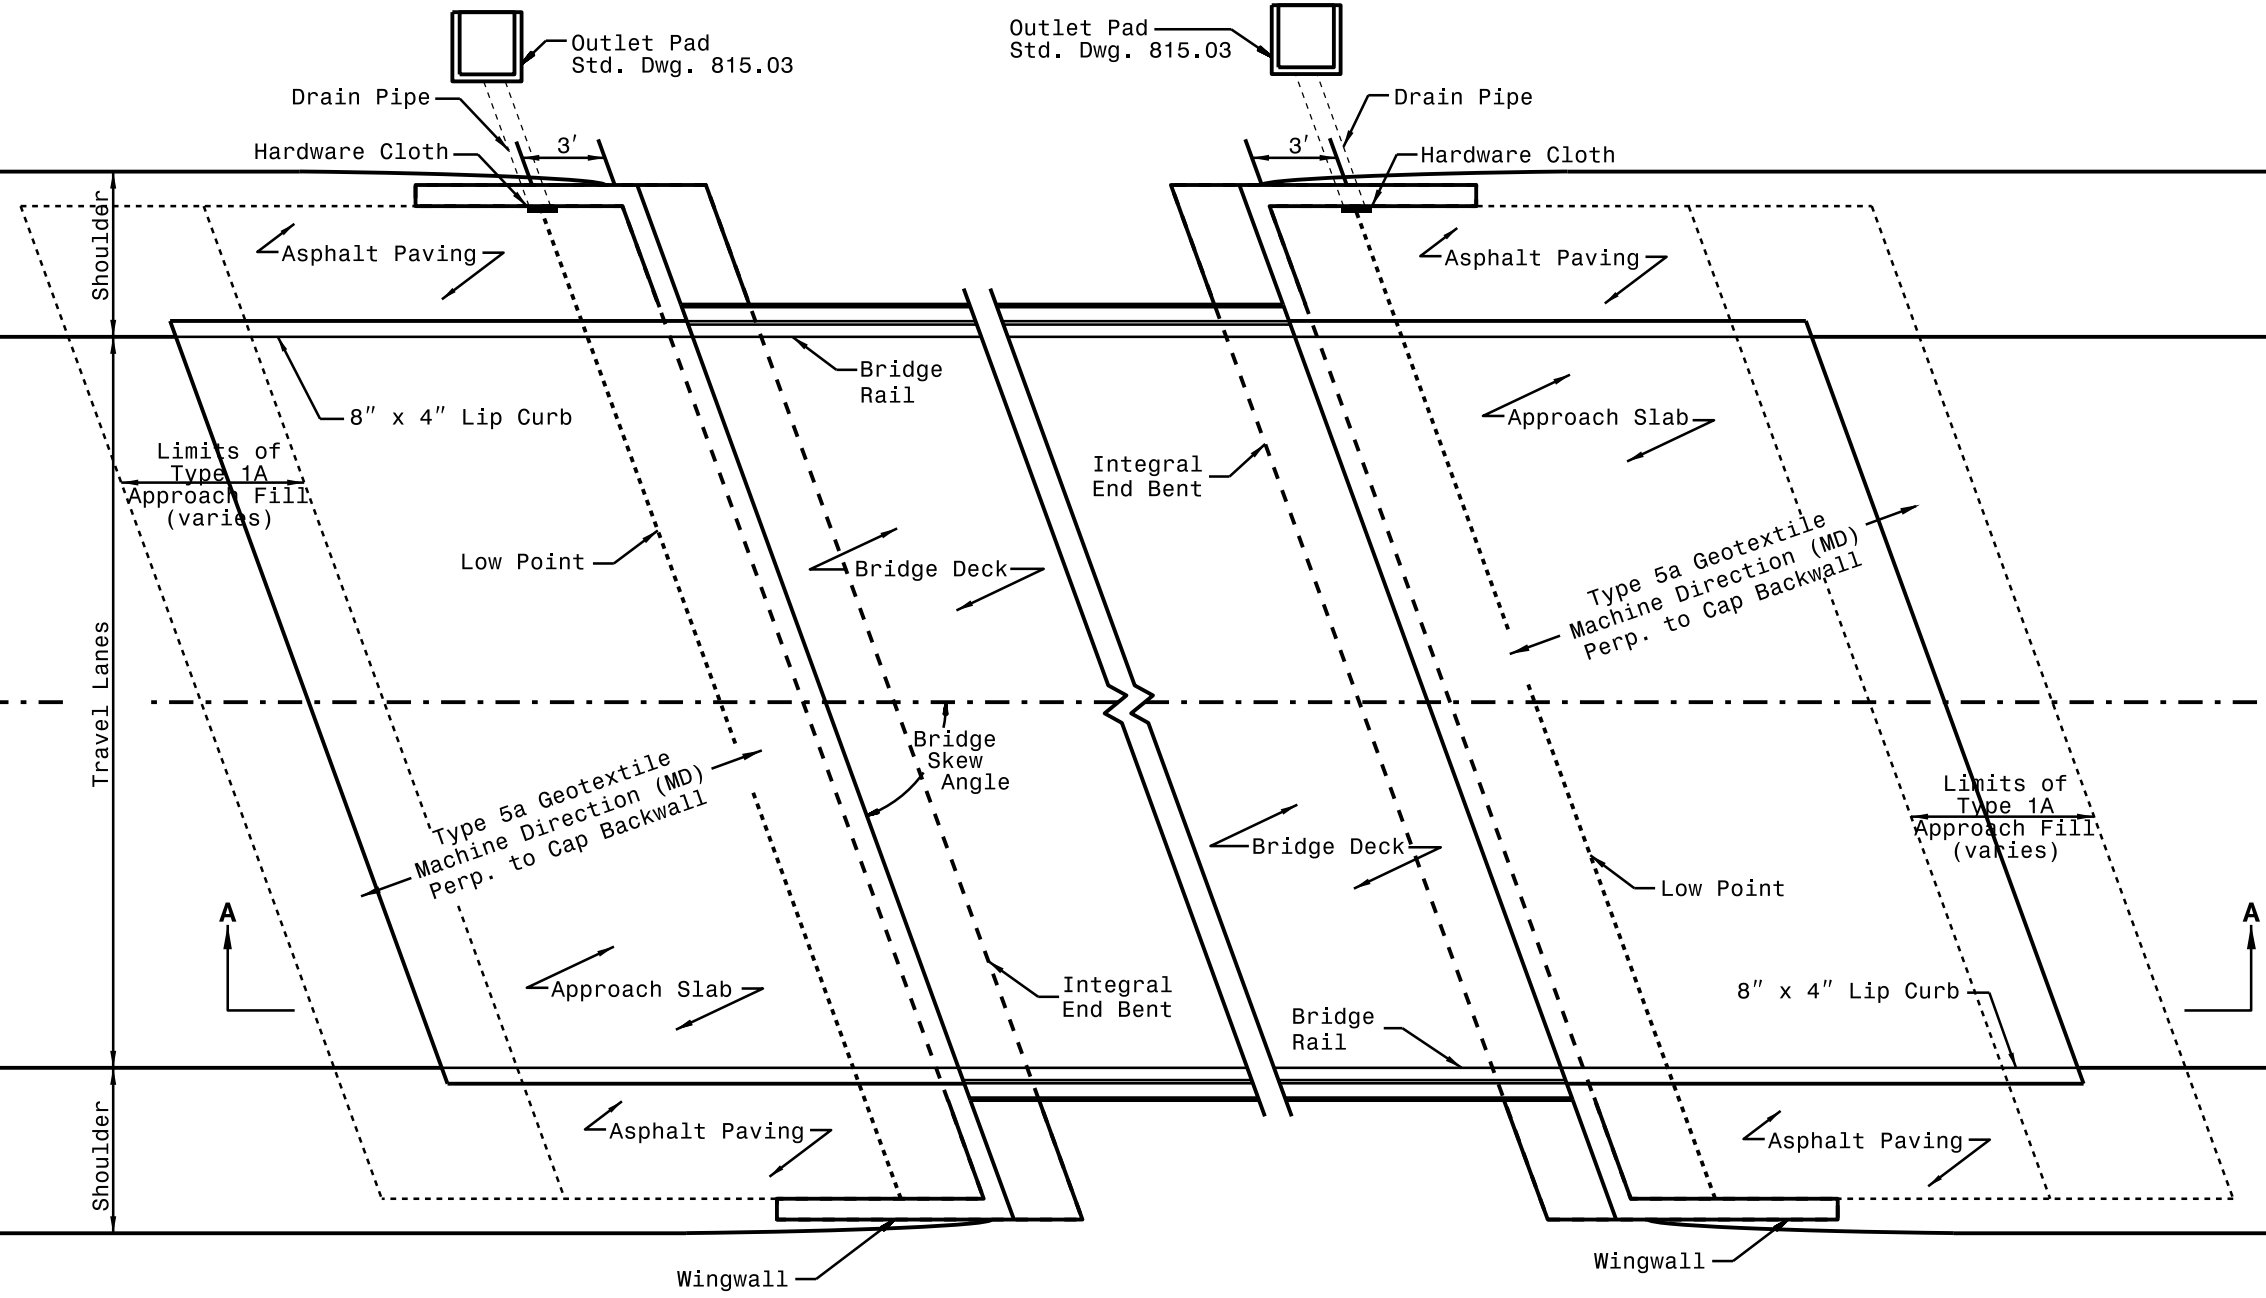 Outlet Pad
Std. Dwg. 815.03
Outlet Pad
Std. Dwg. 815.03
Drain Pipe
Drain Pipe
3′
3′
Hardware Cloth
Hardware Cloth
Shoulder
Asphalt Paving
Asphalt Paving
Bridge
Rail
8″ x 4″ Lip Curb
Approach Slab
Limits of
Type 1A
Approach Fill
(varies)
Integral
End Bent
Low Point
Bridge Deck
Type 5a Geotextile
Machine Direction (MD)
Perp. to Cap Backwall
Travel Lanes
Bridge
Skew
Angle
Type 5a Geotextile
Machine Direction (MD)
Perp. to Cap Backwall
Limits of
Type 1A
Approach Fill
(varies)
Bridge Deck
Low Point
A
A
Approach Slab
Integral
End Bent
8″ x 4″ Lip Curb
Bridge
Rail
Shoulder
Asphalt Paving
Asphalt Paving
Wingwall
Wingwall